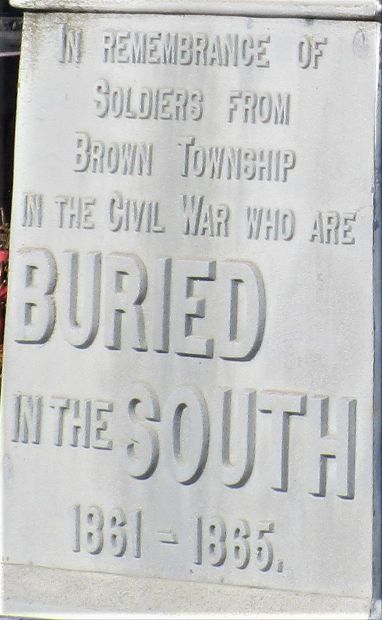 IN REMEMBRANCE OF
SOLDIERS FROM
BROWN TOWNSHIP
IN THE CIVIL WAR WHO ARE
BURIED
IN THE SOUTH
1861 - 1865.